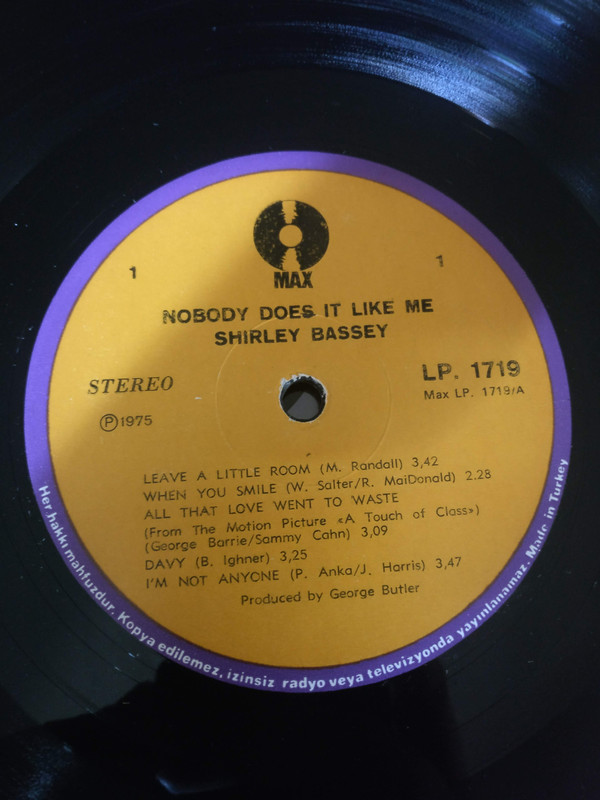 MAX
1
1
NOBODY DOES IT LIKE ME
SHIRLEY BASSEY
STEREO
LP. 1719
Max LP. 1719/A
Ⓟ1975
LEAVE A LITTLE ROOM (M. Randall) 3,42
WHEN YOU SMILE (W. Salter/R. MaiDonald) 2.28
ALL THAT LOVE WENT TO WASTE
(From The Motion Picture «A Touch of Class»)
(George Barrie/Sammy Cahn) 3,09
DAVY (B. Ighner) 3,25
I'M NOT ANYONE (P. Anka/J. Harris) 3,47
Produced by George Butler
Her hakkı mahfuzdur. Kopya edilemez, izinsiz radyo veya televizyonda yayınlanamaz. Made in Turkey